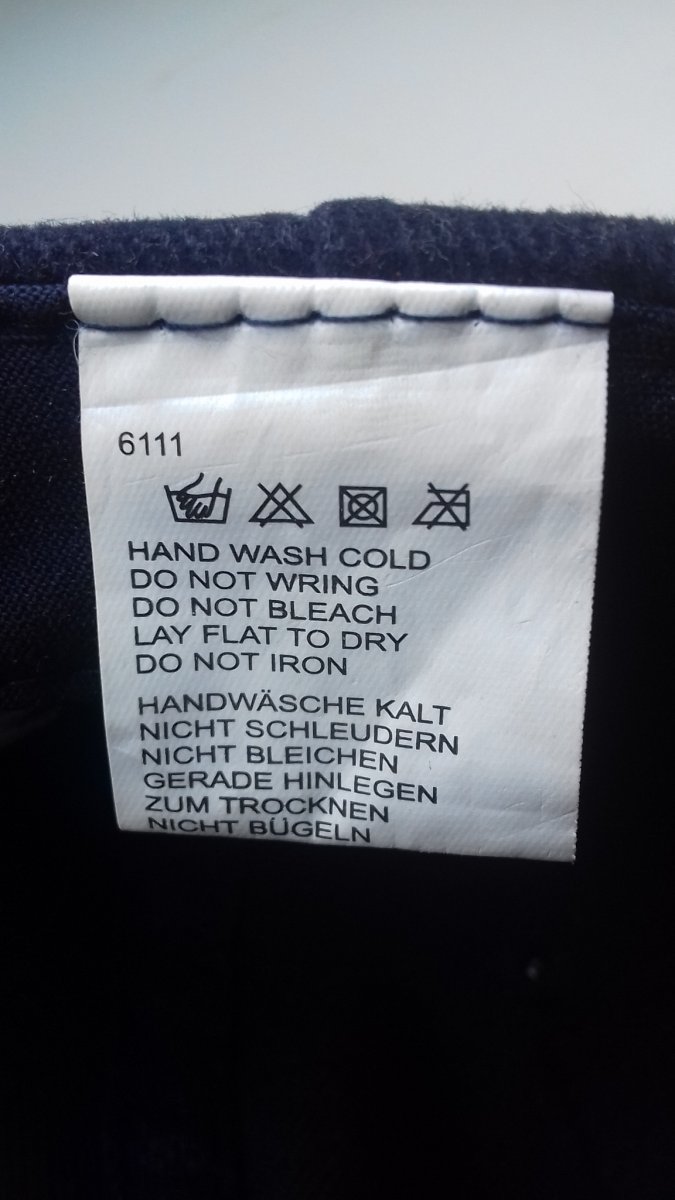 6111
HAND WASH COLD
DO NOT WRING
DO NOT BLEACH
LAY FLAT TO DRY
DO NOT IRON
HANDWÄSCHE KALT
NICHT SCHLEUDERN
NICHT BLEICHEN
GERADE HINLEGEN
ZUM TROCKNEN
NICHT BÜGELN